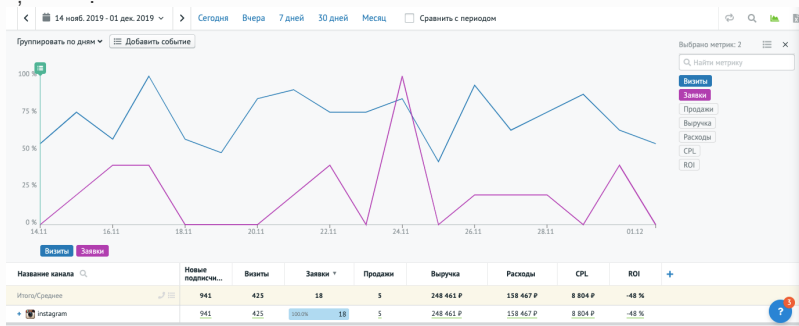 14 нояб. 2019 - 01 дек. 2019 Сегодня Вчера 7 дней 30 дней Месяц Сравнить с периодом
Группировать по дням Добавить событие
Выбрано метрик: 2
Найти метрику
Визиты
Заявки
Продажи
Выручка
Расходы
CPL
ROI
100 %
75 %
50 %
25 %
0 %
14.11 16.11 18.11 20.11 22.11 24.11 26.11 28.11 01.12
Визиты Заявки
Название канала Новые подписчи... Визиты Заявки Продажи Выручка Расходы CPL ROI
Итого/Среднее 941 425 18 5 248 461 ₽ 158 467 ₽ 8 804 ₽ -48 %
instagram 941 425 100.0% 18 5 248 461 ₽ 158 467 ₽ 8 804 ₽ -48 %
? 3